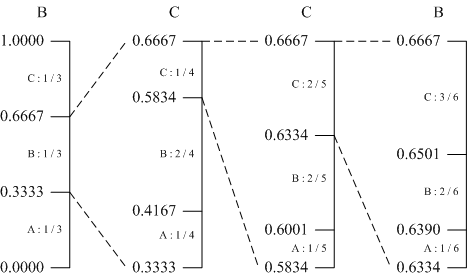 B C C B
1.0000 0.6667 0.6667 0.6667
C : 1 / 3 C : 1 / 4 C : 2 / 5 C : 3 / 6
0.6667 0.5834 0.6334 0.6501
B : 1 / 3 B : 2 / 4 B : 2 / 5 B : 2 / 6
0.3333 0.4167 0.6001 0.6390
A : 1 / 3 A : 1 / 4 A : 1 / 5 A : 1 / 6
0.0000 0.3333 0.5834 0.6334